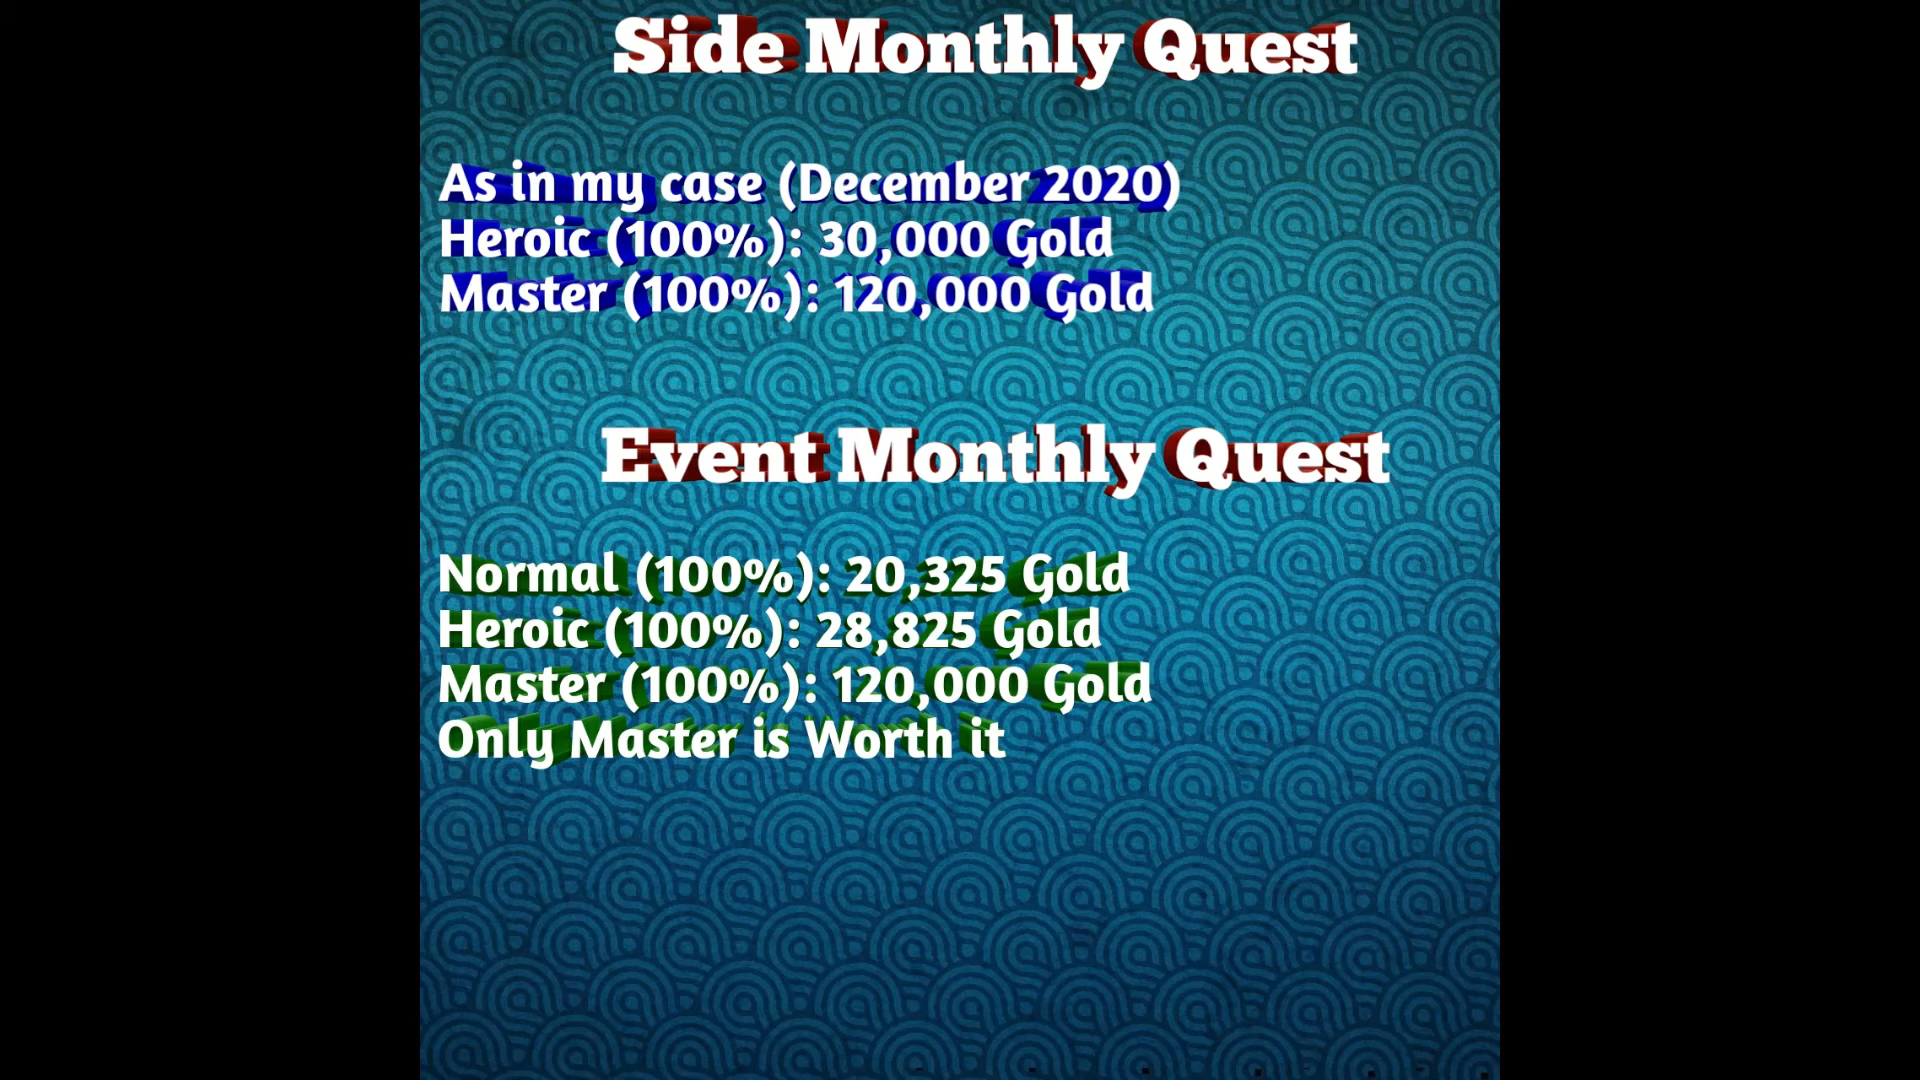 Side Monthly Quest
As in my case (December 2020)
Heroic (100%): 30,000 Gold
Master (100%): 120,000 Gold
Event Monthly Quest
Normal (100%): 20,325 Gold
Heroic (100%): 28,825 Gold
Master (100%): 120,000 Gold
Only Master is Worth it